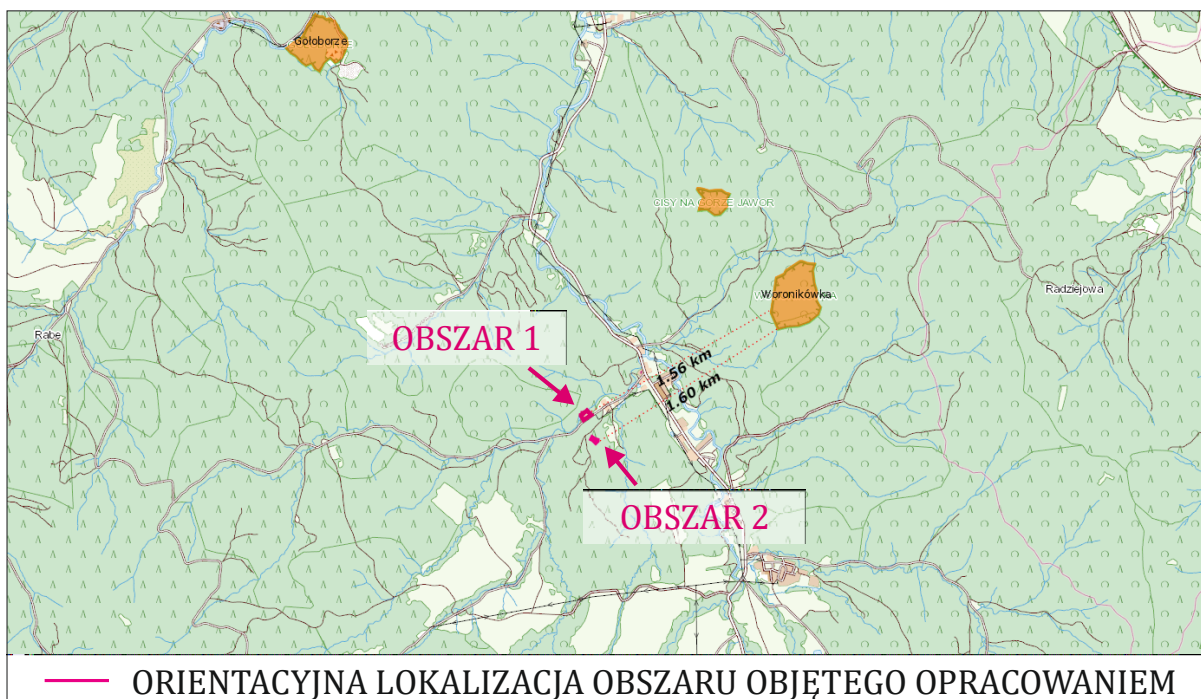 Gołoborze
CISY NA GÓRZE JAWOR
Woronikówka
Radziejowa
Rabe
OBSZAR 1
1.56 km
1.60 km
OBSZAR 2
ORIENTACYJNA LOKALIZACJA OBSZARU OBJĘTEGO OPRACOWANIEM